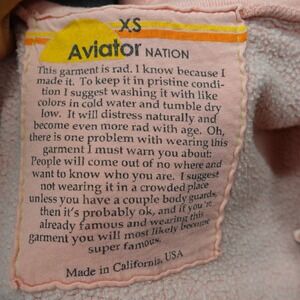 XS
Aviator NATION
This garment is rad. I know because I
made it. To keep it in pristine condi-
tion I suggest washing it with like
colors in cold water and tumble dry
low. It will distress naturally and
become even more rad with age. Oh,
there is one problem with wearing this
garment I must warn you about:
People will come out of no where and
want to know who you are. I suggest
not wearing it in a crowded place
unless you have a couple body guards,
then it's probably ok, and if you're
already famous and wearing this
garment you will most likely become
super famous.
Made in California, USA